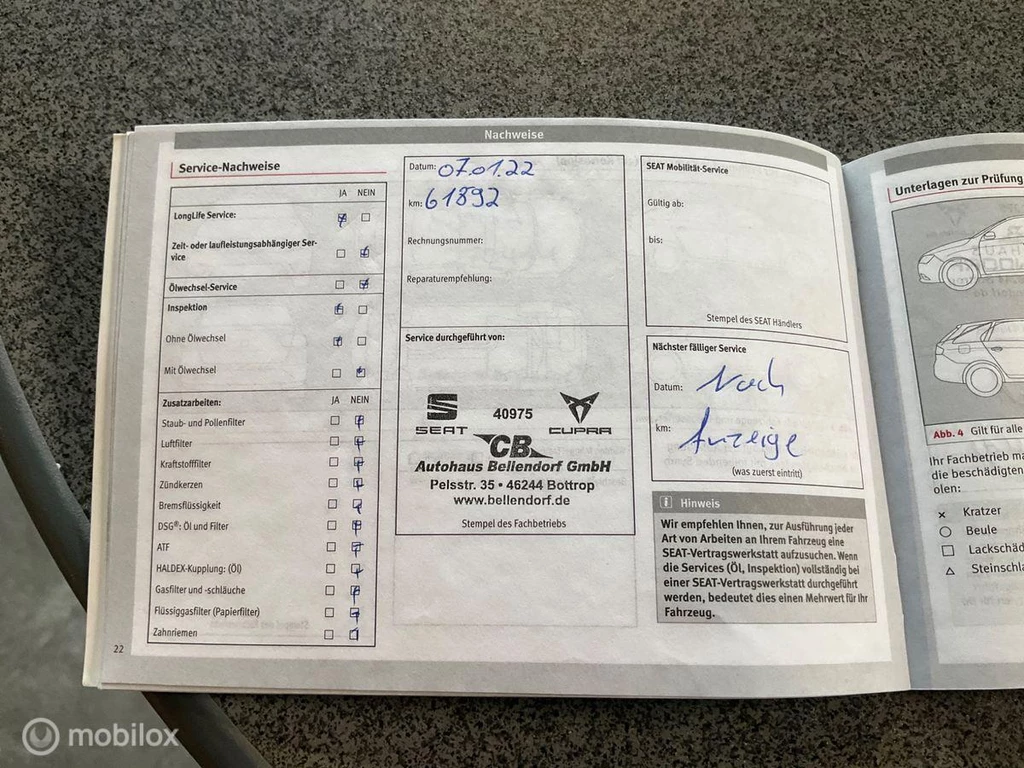 Nachweise
Service-Nachweise
JA NEIN
LongLife Service:
Zeit- oder laufleistungsabhängiger Ser-
vice
Ölwechsel-Service
Inspektion
Ohne Ölwechsel
Mit Ölwechsel
Zusatzarbeiten: JA NEIN
Staub- und Pollenfilter
Luftfilter
Kraftstofffilter
Zündkerzen
Bremsflüssigkeit
DSG®: Öl und Filter
ATF
HALDEX-Kupplung: (Öl)
Gasfilter und -schläuche
Flüssiggasfilter (Papierfilter)
Zahnriemen
22
Datum: 07.01.22
km: 61892
Rechnungsnummer:
Reparaturempfehlung:
Service durchgeführt von:
40975
SEAT CUPRA
CB
Autohaus Bellendorf GmbH
Pelsstr. 35 • 46244 Bottrop
www.bellendorf.de
Stempel des Fachbetriebs
SEAT Mobilität-Service
Gültig ab:
bis:
Stempel des SEAT Händlers
Nächster fälliger Service
Datum: Nach
km: Anzeige
(was zuerst eintritt)
i Hinweis
Wir empfehlen Ihnen, zur Ausführung jeder
Art von Arbeiten an Ihrem Fahrzeug eine
SEAT-Vertragswerkstatt aufzusuchen. Wenn
die Services (Öl, Inspektion) vollständig bei
einer SEAT-Vertragswerkstatt durchgeführt
werden, bedeutet dies einen Mehrwert für Ihr
Fahrzeug.
Unterlagen zur Prüfung
Abb. 4 Gilt für alle
Ihr Fachbetrieb ma
die beschädigten
olen:
Kratzer
Beule
Lackschäd
Steinschla
mobilox